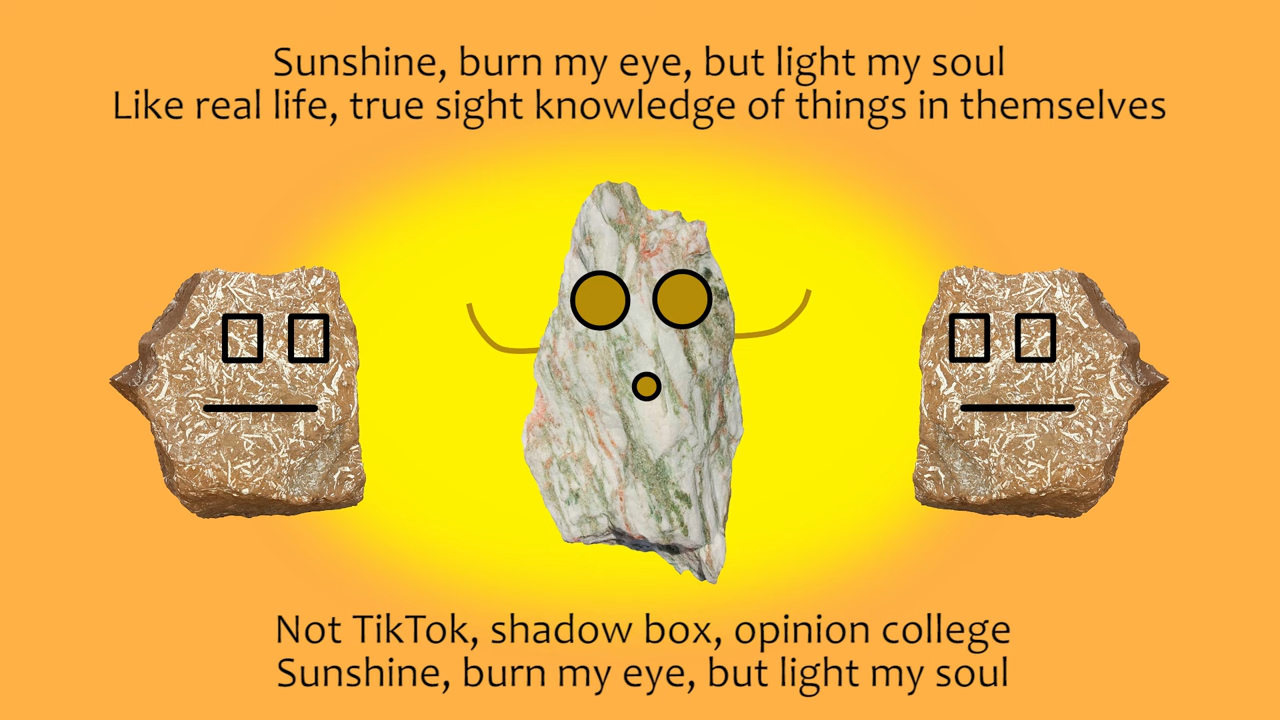 Sunshine, burn my eye, but light my soul
Like real life, true sight knowledge of things in themselves
Not TikTok, shadow box, opinion college
Sunshine, burn my eye, but light my soul